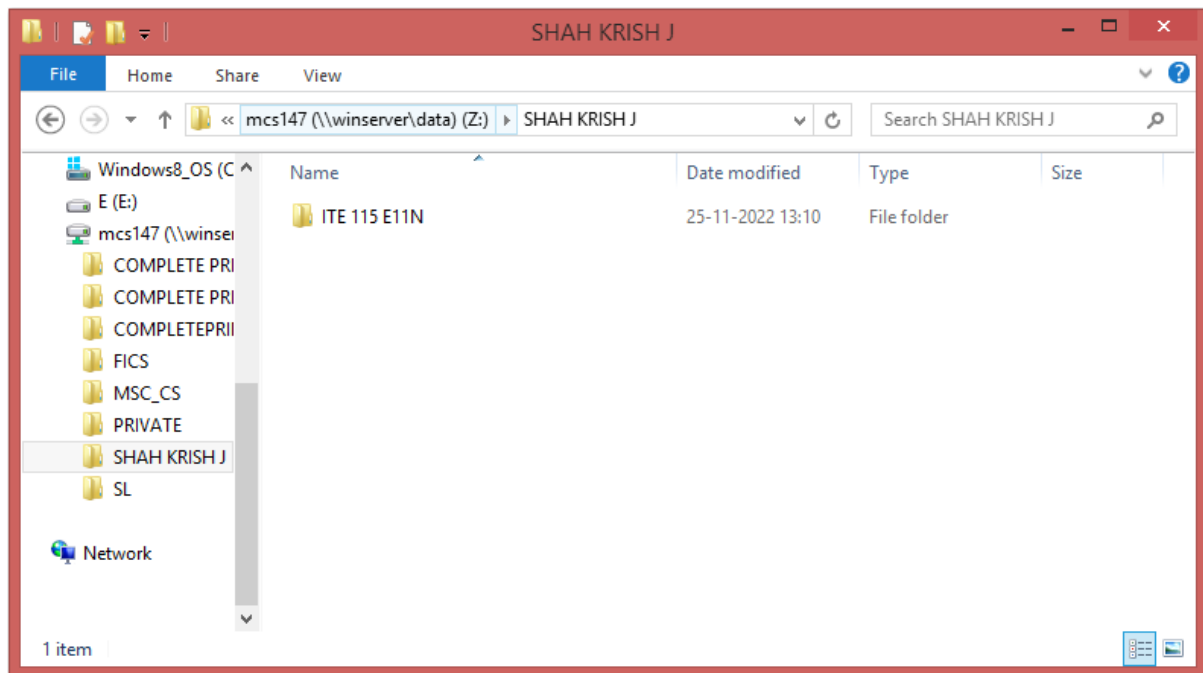 SHAH KRISH J
File Home Share View
« mcs147 (\\winserver\data) (Z:) SHAH KRISH J Search SHAH KRISH J
Name Date modified Type Size
Windows8_OS (C
E (E:)
mcs147 (\\winser
COMPLETE PRI
COMPLETE PRI
COMPLETEPRI
FICS
MSC_CS
PRIVATE
SHAH KRISH J
SL
Network
ITE 115 E11N 25-11-2022 13:10 File folder
1 item